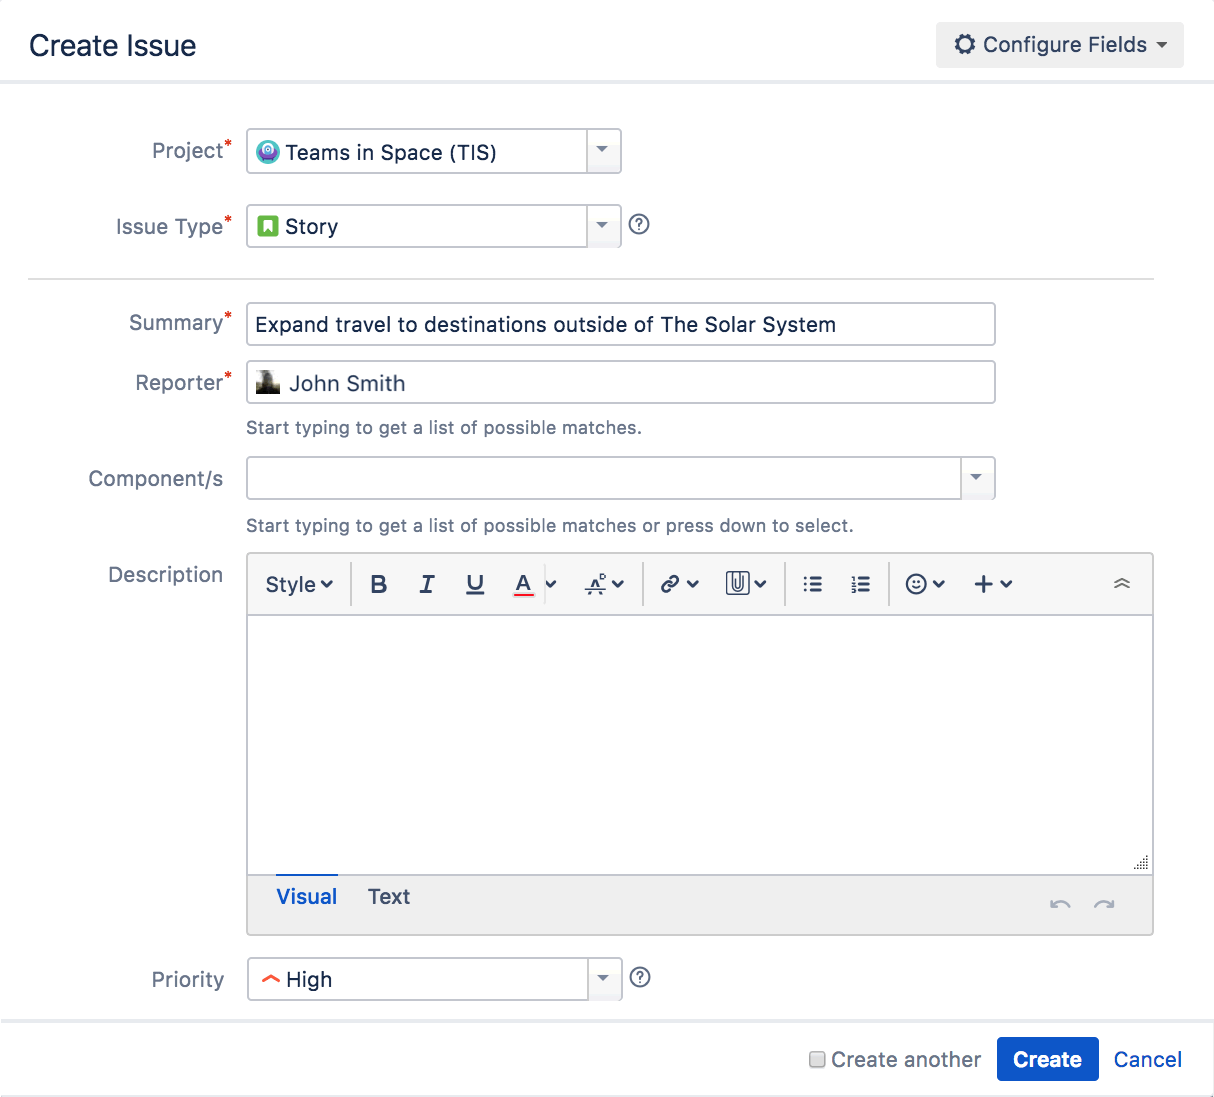 Create Issue
Configure Fields
Project*
Teams in Space (TIS)
Issue Type*
Story
Summary*
Expand travel to destinations outside of The Solar System
Reporter*
John Smith
Start typing to get a list of possible matches.
Component/s
Start typing to get a list of possible matches or press down to select.
Description
Style B I U A
Visual Text
Priority
High
Create another Create Cancel